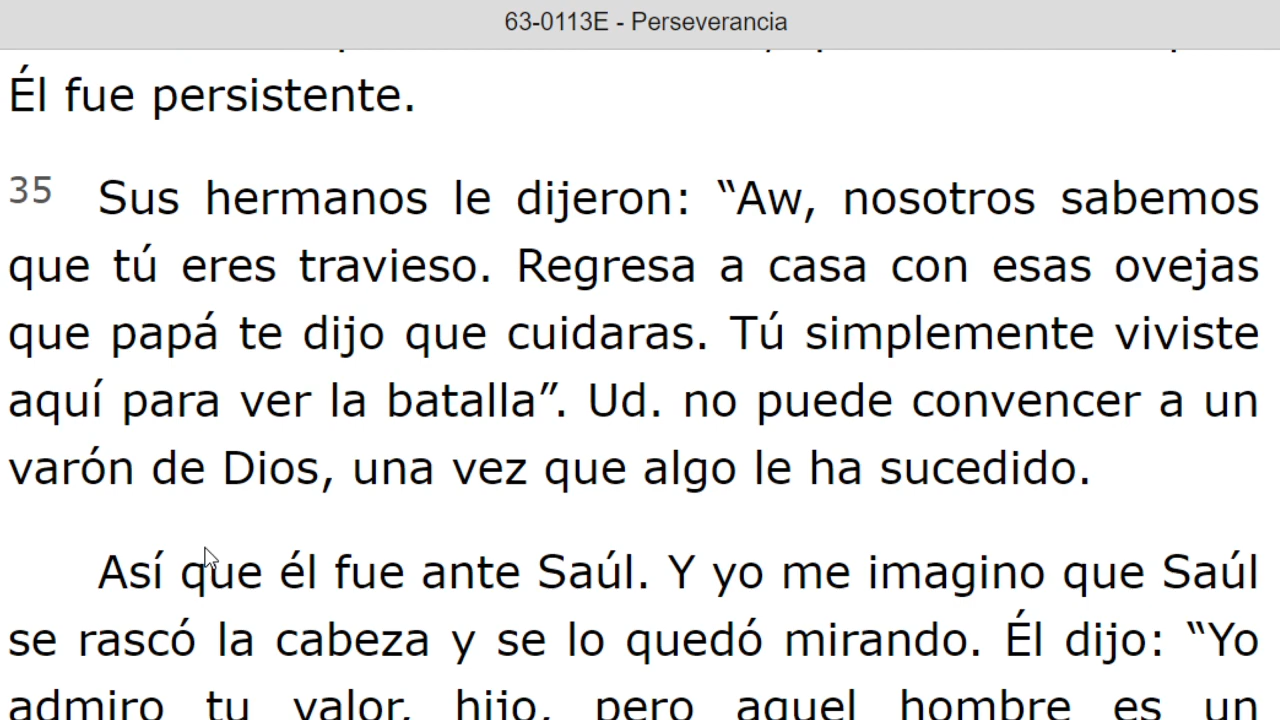 63-0113E - Perseverancia
Él fue persistente.
35 Sus hermanos le dijeron: “Aw, nosotros sabemos
que tú eres travieso. Regresa a casa con esas ovejas
que papá te dijo que cuidaras. Tú simplemente viviste
aquí para ver la batalla”. Ud. no puede convencer a un
varón de Dios, una vez que algo le ha sucedido.
Así que él fue ante Saúl. Y yo me imagino que Saúl
se rascó la cabeza y se lo quedó mirando. Él dijo: “Yo
admiro tu valor, hijo, pero aquel hombre es un